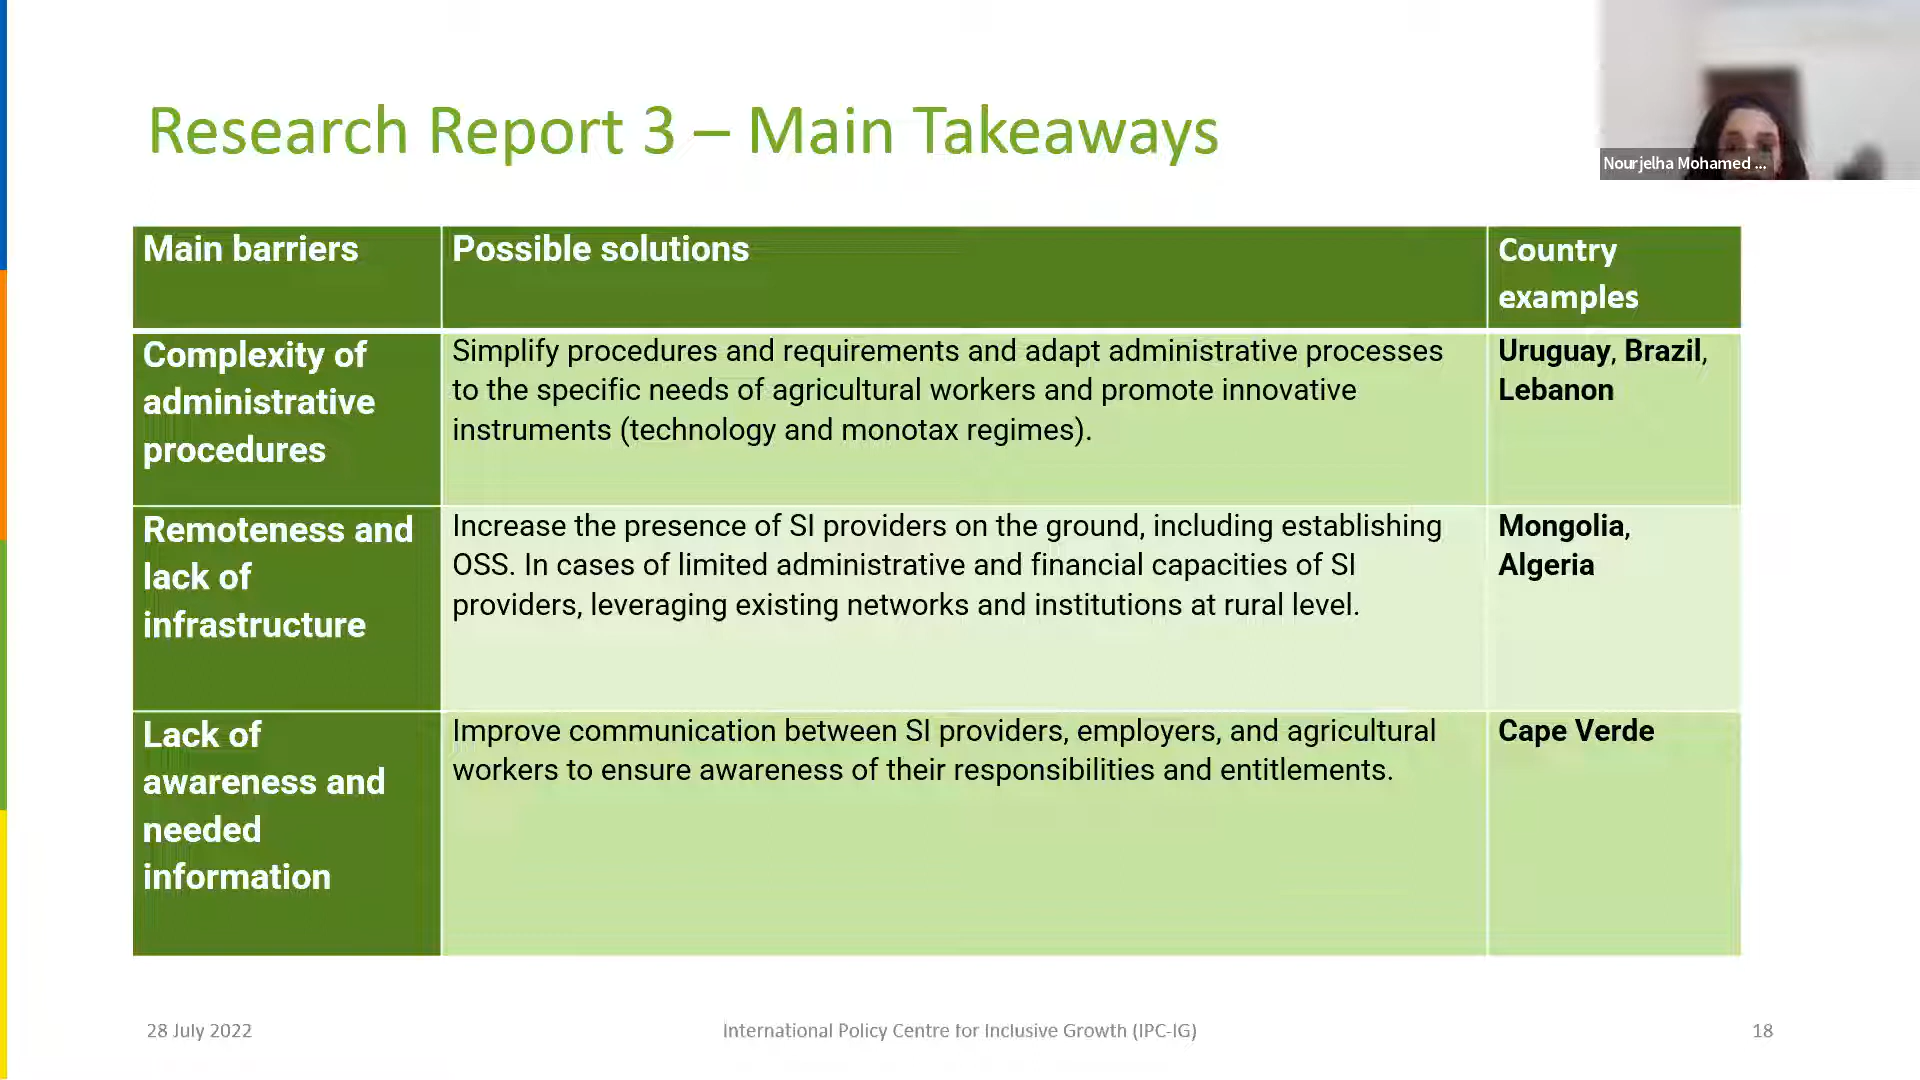 Research Report 3 – Main Takeaways
Nourjelha Mohamed ...
Main barriers
Possible solutions
Country
examples
Complexity of
administrative
procedures
Simplify procedures and requirements and adapt administrative processes
to the specific needs of agricultural workers and promote innovative
instruments (technology and monotax regimes).
Uruguay, Brazil,
Lebanon
Remoteness and
lack of
infrastructure
Increase the presence of SI providers on the ground, including establishing
OSS. In cases of limited administrative and financial capacities of SI
providers, leveraging existing networks and institutions at rural level.
Mongolia,
Algeria
Lack of
awareness and
needed
information
Improve communication between SI providers, employers, and agricultural
workers to ensure awareness of their responsibilities and entitlements.
Cape Verde
28 July 2022
International Policy Centre for Inclusive Growth (IPC-IG)
18